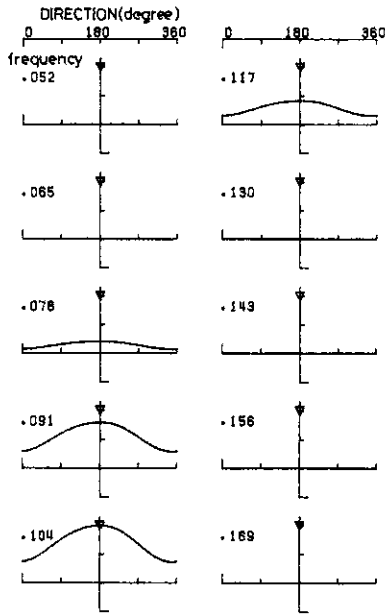 DIRECTION(degree)
0 180 360 0 180 360
frequency
.052 .117
.065 .130
.078 .143
.091 .156
.104 .169